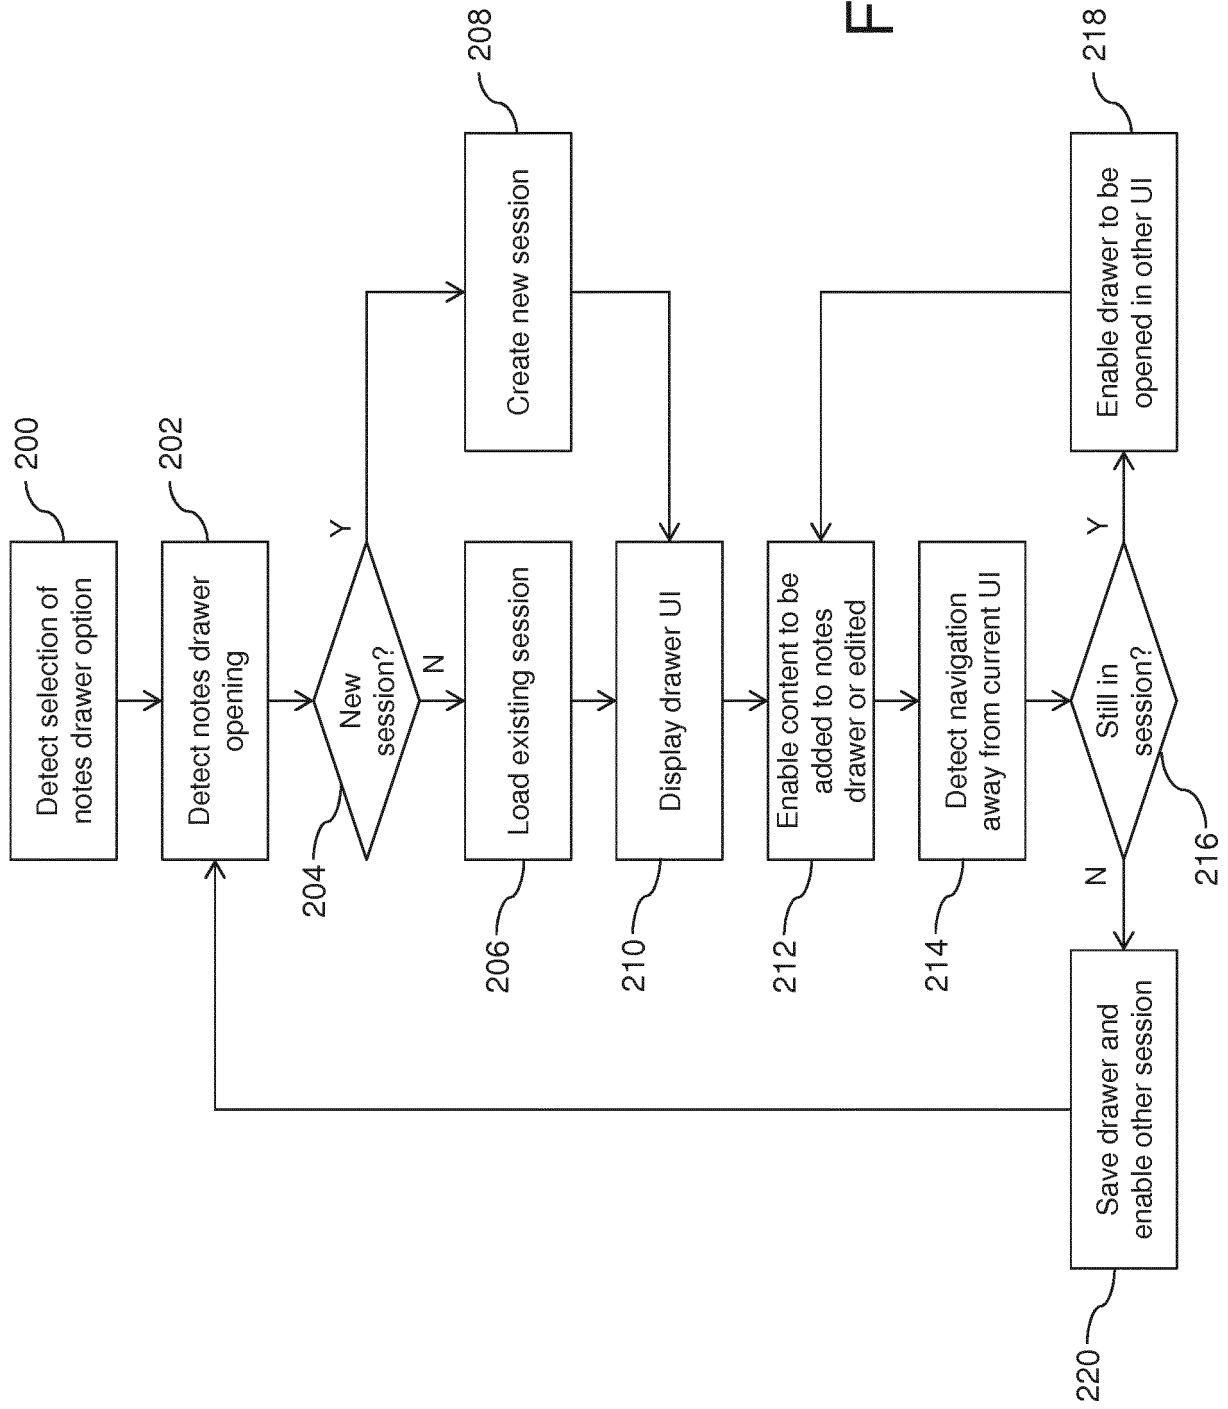 200
Detect selection of
notes drawer option
202
Detect notes drawer
opening
204
New
session?
Y
N
208
Create new session
206
Load existing session
210
Display drawer UI
212
Enable content to be
added to notes
drawer or edited
214
Detect navigation
away from current UI
216
Still in
session?
Y
N
218
Enable drawer to be
opened in other UI
220
Save drawer and
enable other session
F